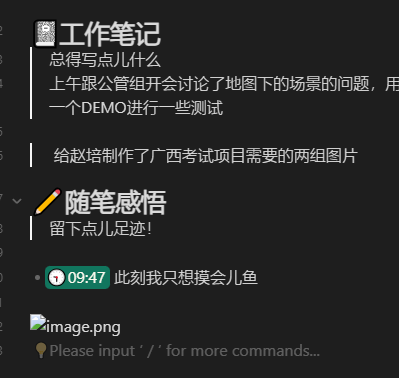 📓工作笔记
总得写点儿什么
上午跟公管组开会讨论了地图下的场景的问题，用
一个DEMO进行一些测试
给赵培制作了广西考试项目需要的两组图片
✏️随笔感悟
留下点儿足迹！
09:47 此刻我只想摸会儿鱼
image.png
Please input ' / ' for more commands...